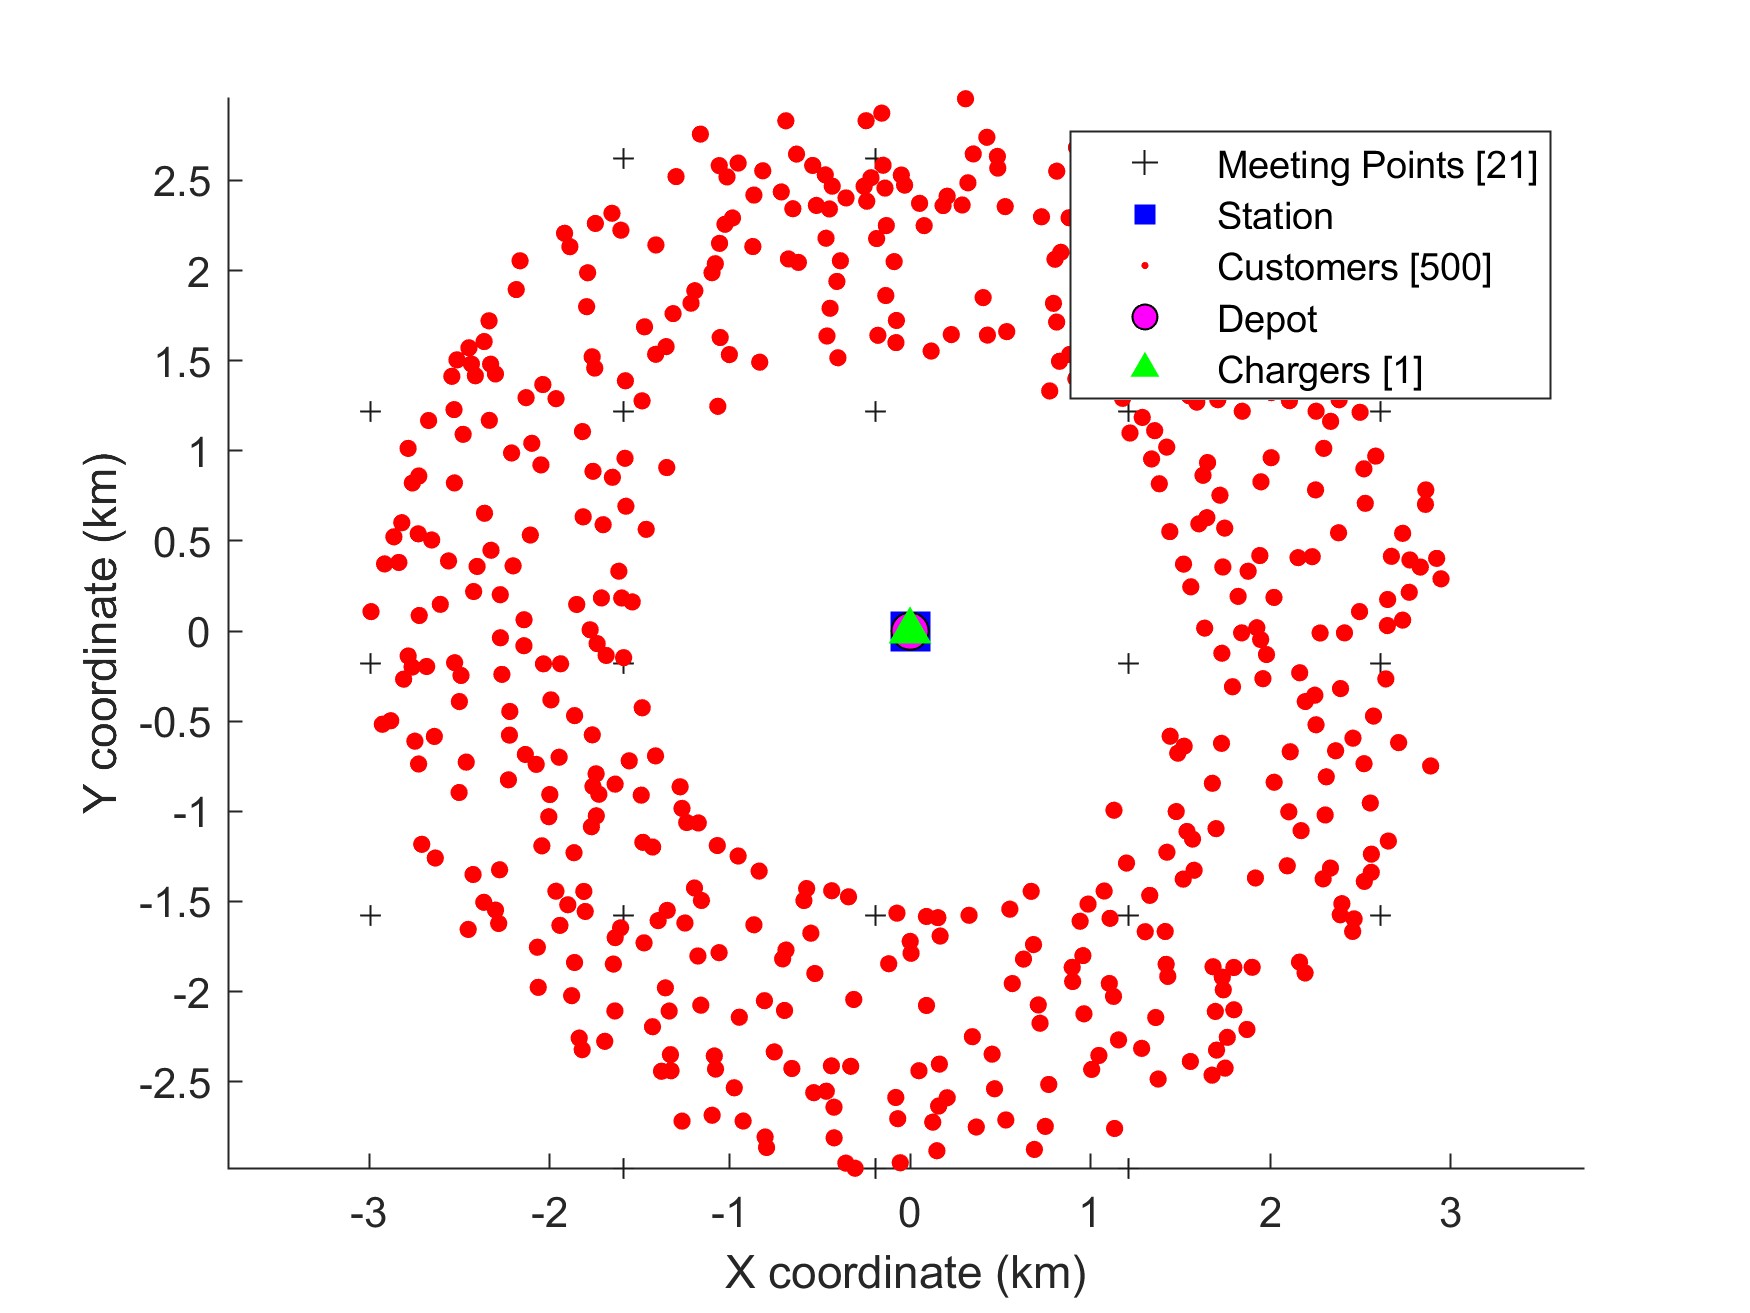 Meeting Points [21]
Station
Customers [500]
Depot
Chargers [1]
Y coordinate (km)
2.5
2
1.5
1
0.5
0
-0.5
-1
-1.5
-2
-2.5
-3 -2 -1 0 1 2 3
X coordinate (km)